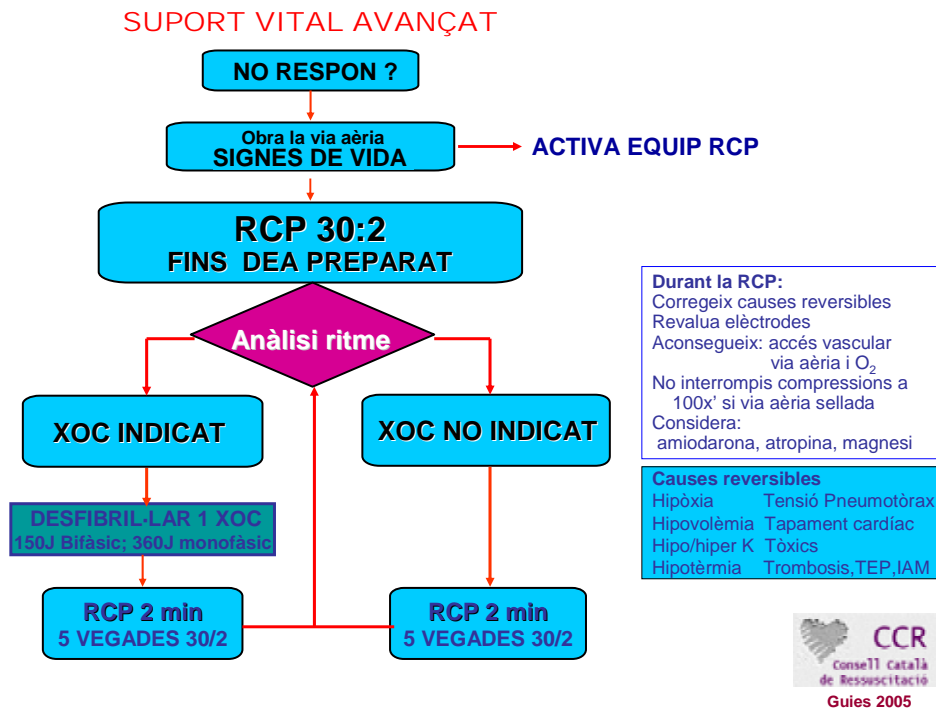 SUPORT VITAL AVANÇAT
NO RESPON ?
Obra la via aèria
SIGNES DE VIDA
ACTIVA EQUIP RCP
RCP 30:2
FINS DEA PREPARAT
Anàlisi ritme
XOC INDICAT
XOC NO INDICAT
DESFIBRIL·LAR 1 XOC
150J Bifàsic; 360J monofàsic
RCP 2 min
5 VEGADES 30/2
RCP 2 min
5 VEGADES 30/2
Durant la RCP:
Corregeix causes reversibles
Revalua elèctrodes
Aconsegueix: accés vascular
via aèria i O₂
No interrompis compressions a
100x' si via aèria sellada
Considera:
amiodarona, atropina, magnesi
Causes reversibles
Hipòxia Tensió Pneumotòrax
Hipovolèmia Tapament cardíac
Hipo/hiper K Tòxics
Hipotèrmia Trombosis,TEP,IAM
CCR
Consell Català
de Ressuscitació
Guies 2005